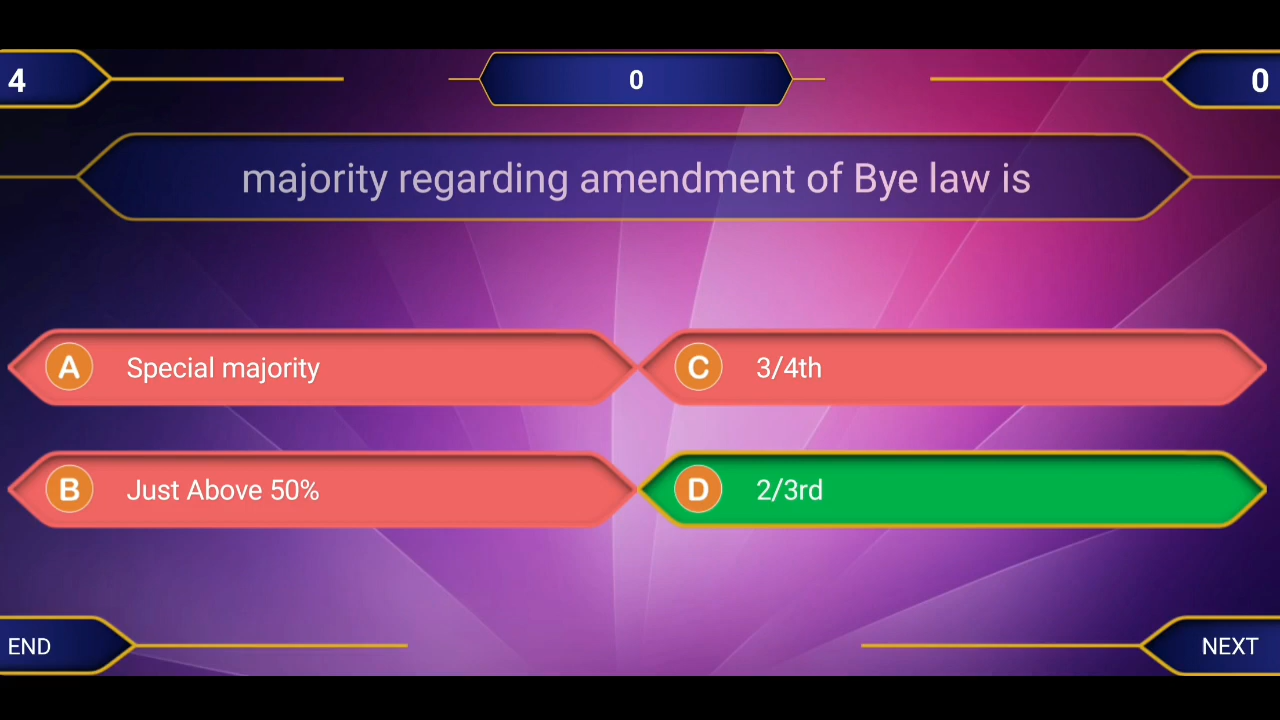 4
0
0
majority regarding amendment of Bye law is
A Special majority
C 3/4th
B Just Above 50%
D 2/3rd
END
NEXT